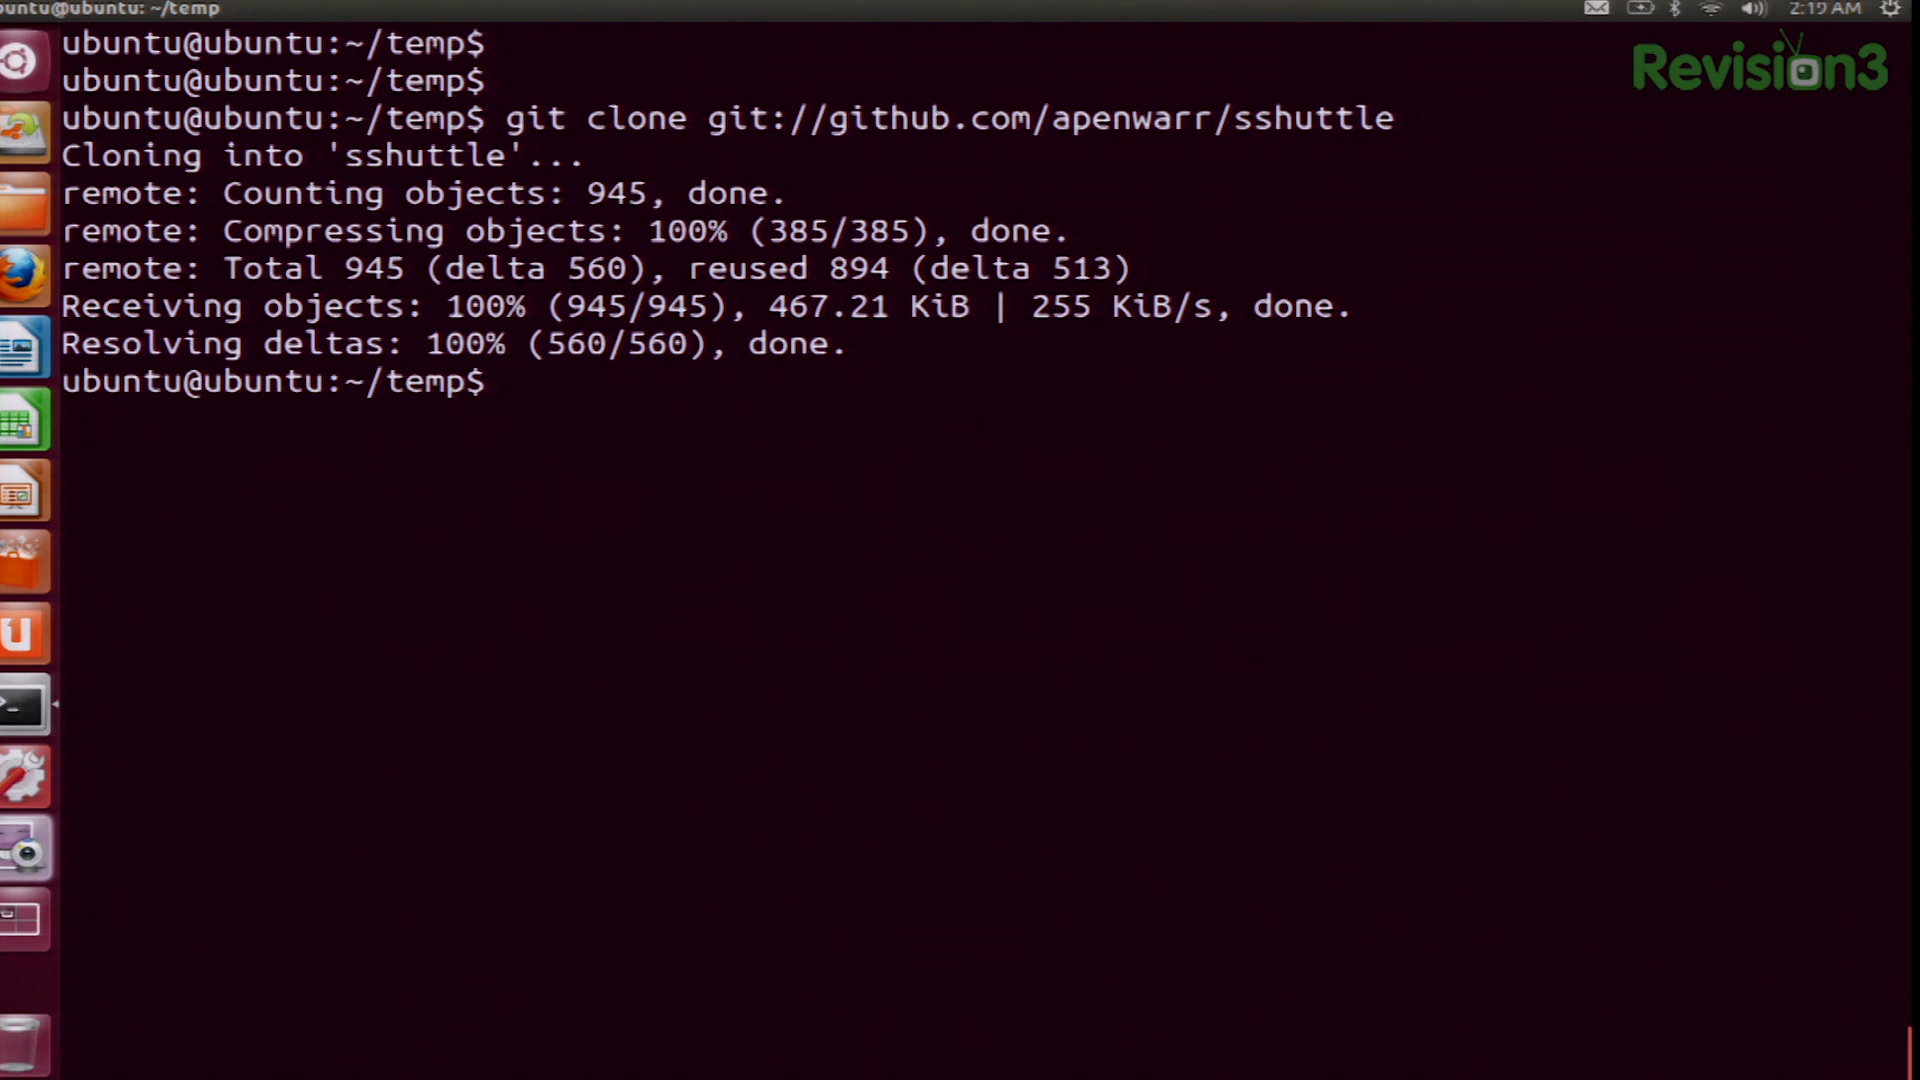 ubuntu@ubuntu: ~/temp
2:19 AM
Revision3
ubuntu@ubuntu:~/temp$
ubuntu@ubuntu:~/temp$
ubuntu@ubuntu:~/temp$ git clone git://github.com/apenwarr/sshuttle
Cloning into 'sshuttle'...
remote: Counting objects: 945, done.
remote: Compressing objects: 100% (385/385), done.
remote: Total 945 (delta 560), reused 894 (delta 513)
Receiving objects: 100% (945/945), 467.21 KiB | 255 KiB/s, done.
Resolving deltas: 100% (560/560), done.
ubuntu@ubuntu:~/temp$